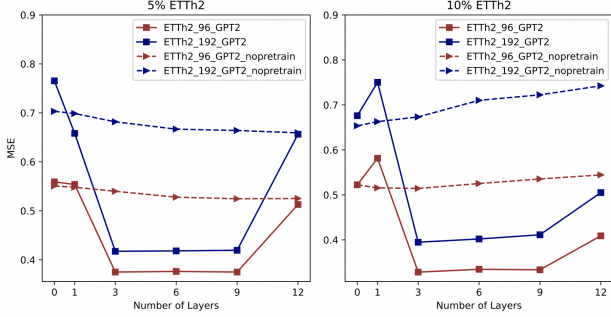 5% ETTh2
0.9
0.8
0.7
0.6
0.5
0.4
MSE
0 1 3 6 9 12
Number of Layers
ETTh2_96_GPT2
ETTh2_192_GPT2
ETTh2_96_GPT2_nopretrain
ETTh2_192_GPT2_nopretrain
10% ETTh2
0.9
0.8
0.7
0.6
0.5
0.4
0 1 3 6 9 12
Number of Layers
ETTh2_96_GPT2
ETTh2_192_GPT2
ETTh2_96_GPT2_nopretrain
ETTh2_192_GPT2_nopretrain